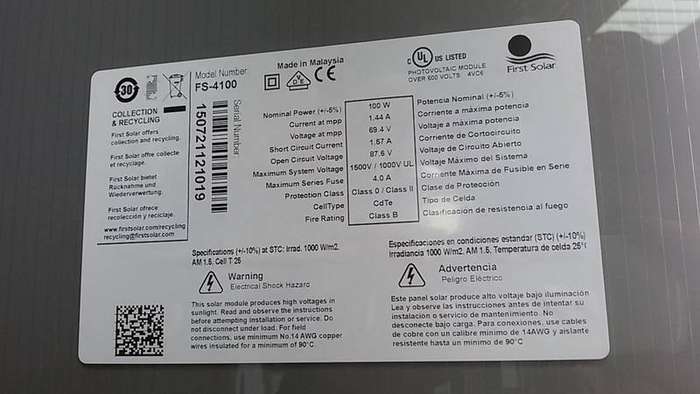 30
COLLECTION
& RECYCLING
First Solar offers
collection and recycling.
First Solar offre collecte
et recyclage.
First Solar bietet
Rücknahme und
Wiederverwertung.
First Solar ofrece
recolección y reciclaje.
www.firstsolar.com/recycling
recycling@firstsolar.com
Model Number
FS-4100
Serial Number
150721121019
Made in Malaysia
VDE
CE
UL US LISTED
PHOTOVOLTAIC MODULE
OVER 600 VOLTS 4VC6
First Solar
Nominal Power (+/-5%) 100 W Potencia Nominal (+/-5%)
Current at mpp 1.44 A Corriente a máxima potencia
Voltage at mpp 69.4 V Voltaje a máxima potencia
Short Circuit Current 1.57 A Corriente de Cortocircuito
Open Circuit Voltage 87.6 V Voltaje de Circuito Abierto
Maximum System Voltage 1500V / 1000V UL Voltaje Máximo del Sistema
Maximum Series Fuse 4.0 A Corriente Máxima de Fusible en Serie
Protection Class Class 0 / Class II Clase de Protección
CellType CdTe Tipo de Celda
Fire Rating Class B Clasificación de resistencia al fuego
Specifications (+/-10%) at STC: Irrad. 1000 W/m2.
AM 1.5, Cell T:25
Warning
Electrical Shock Hazard
This solar module produces high voltages in
sunlight. Read and observe the instructions
before attempting installation or service. Do
not disconnect under load. For field
connections, use minimum No.14 AWG copper
wires insulated for a minimum of 90°C
Especificaciones en condiciones estándar (STC) (+/-10%)
Irradiancia 1000 W/m2. AM 1.5, Temperatura de celda 25°C
Advertencia
Peligro Eléctrico
Este panel solar produce alto voltaje bajo iluminación
Lea y observe las instrucciones antes de intentar su
instalación o servicio de mantenimiento. No
desconecte bajo carga. Para conexiones, use cables
de cobre con un calibre mínimo de 14AWG y aislante
resistente hasta un mínimo de 90°C